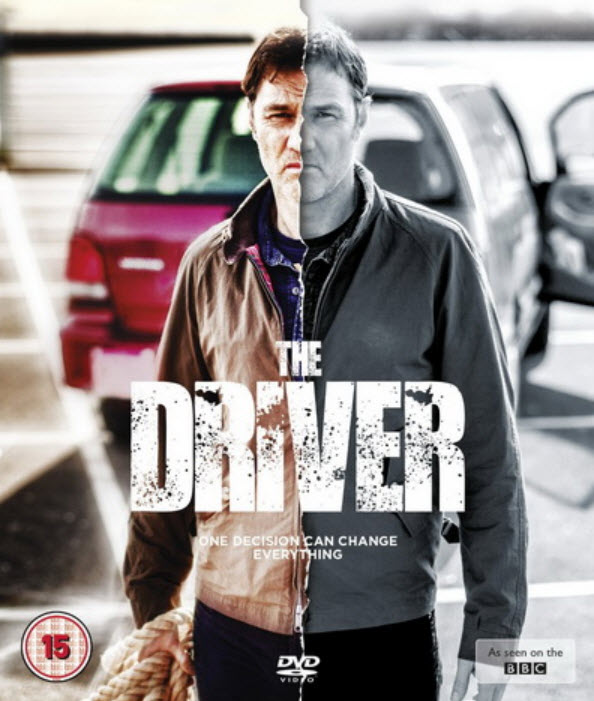 THE
DRIVER
ONE DECISION CAN CHANGE
EVERYTHING
15
DVD
VIDEO
As seen on the
BBC